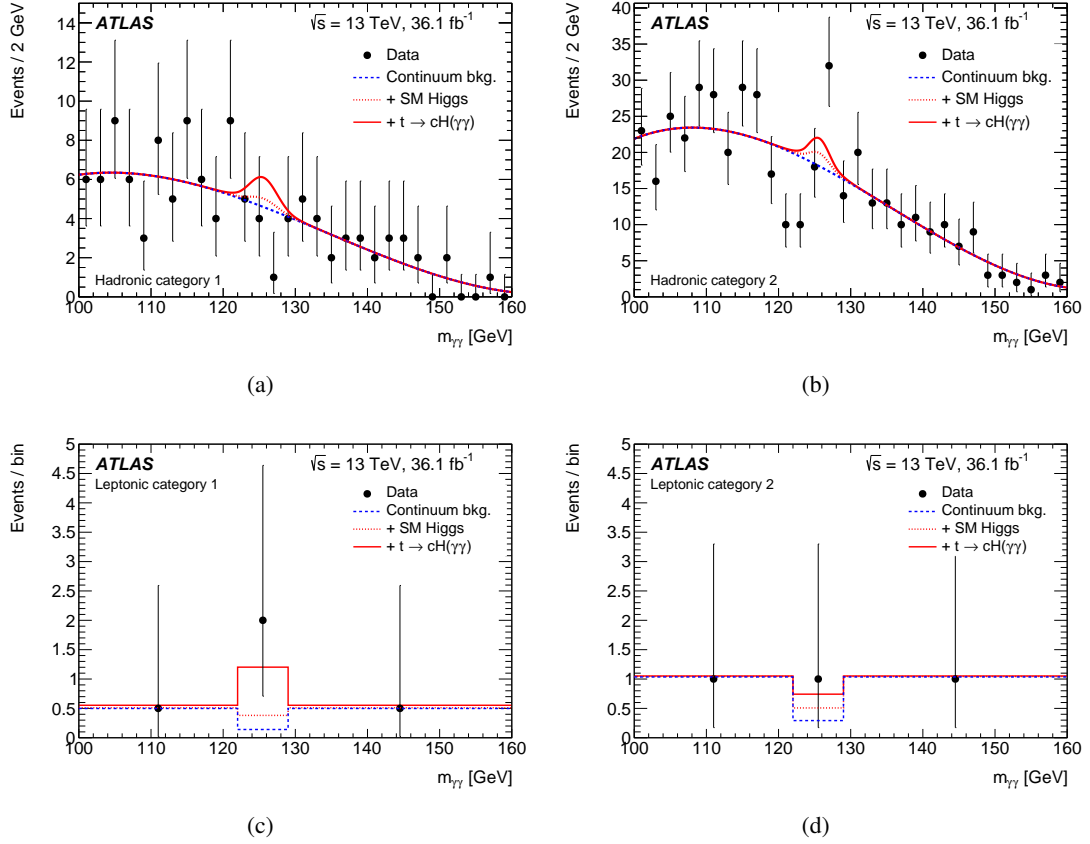 ATLAS
√s = 13 TeV, 36.1 fb⁻¹
Data
Continuum bkg.
+ SM Higgs
+ t → cH(γγ)
Hadronic category 1
Events / 2 GeV
0
2
4
6
8
10
12
14
100 110 120 130 140 150 160
m_γγ [GeV]
(a)
ATLAS
√s = 13 TeV, 36.1 fb⁻¹
Data
Continuum bkg.
+ SM Higgs
+ t → cH(γγ)
Hadronic category 2
Events / 2 GeV
0
5
10
15
20
25
30
35
40
100 110 120 130 140 150 160
m_γγ [GeV]
(b)
ATLAS
√s = 13 TeV, 36.1 fb⁻¹
Leptonic category 1
Data
Continuum bkg.
+ SM Higgs
+ t → cH(γγ)
Events / bin
0
0.5
1
1.5
2
2.5
3
3.5
4
4.5
5
100 110 120 130 140 150 160
m_γγ [GeV]
(c)
ATLAS
√s = 13 TeV, 36.1 fb⁻¹
Leptonic category 2
Data
Continuum bkg.
+ SM Higgs
+ t → cH(γγ)
Events / bin
0
0.5
1
1.5
2
2.5
3
3.5
4
4.5
5
100 110 120 130 140 150 160
m_γγ [GeV]
(d)